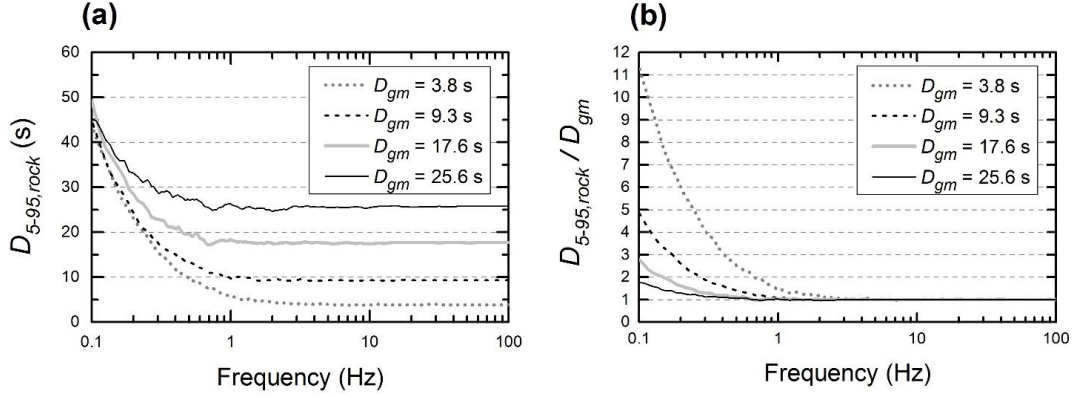 (a)
60
50
40
30
20
10
0
D5-95,rock (s)
0.1 1 10 100
Frequency (Hz)
Dgm = 3.8 s
Dgm = 9.3 s
Dgm = 17.6 s
Dgm = 25.6 s
(b)
12
11
10
9
8
7
6
5
4
3
2
1
0
D5-95,rock / Dgm
0.1 1 10 100
Frequency (Hz)
Dgm = 3.8 s
Dgm = 9.3 s
Dgm = 17.6 s
Dgm = 25.6 s